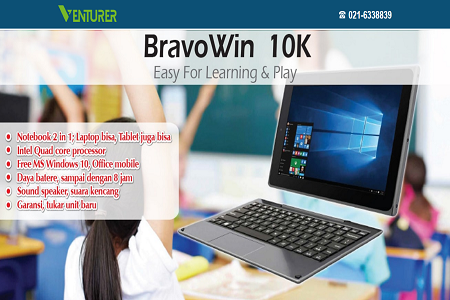 VENTURER
☎ 021-6338839
BravoWin 10K
Easy For Learning & Play
Notebook 2 in 1; Laptop bisa, Tablet juga bisa
Intel Quad core processor
Free MS Windows 10, Office mobile
Daya batere, sampai dengan 8 jam
Sound speaker, suara kencang
Garansi, tukar unit baru